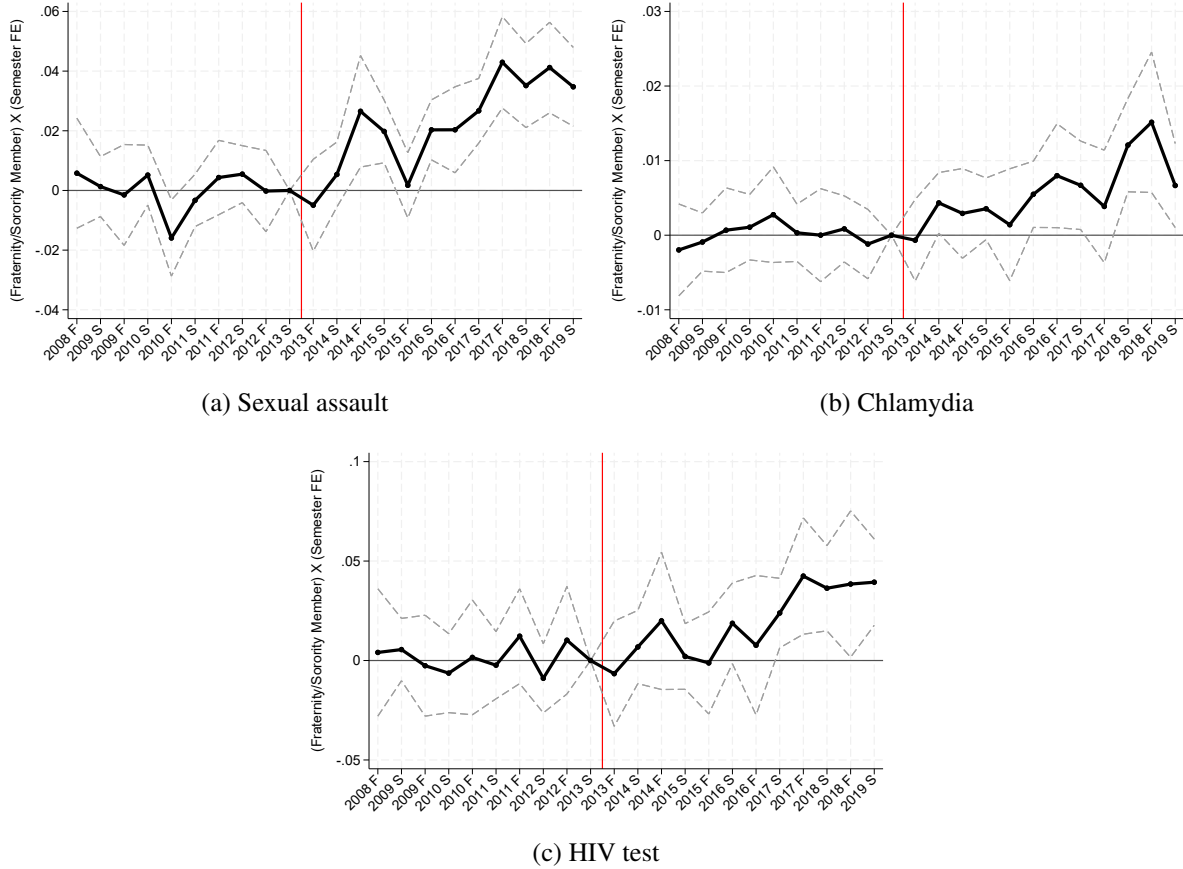 (Fraternity/Sorority Member) X (Semester FE)
.06
.04
.02
0
-.02
-.04
2008 F
2009 S
2009 F
2010 S
2010 F
2011 S
2011 F
2012 S
2012 F
2013 S
2013 F
2014 S
2014 F
2015 S
2015 F
2016 S
2016 F
2017 S
2017 F
2018 S
2018 F
2019 S
(a) Sexual assault
(Fraternity/Sorority Member) X (Semester FE)
.03
.02
.01
0
-.01
2008 F
2009 S
2009 F
2010 S
2010 F
2011 S
2011 F
2012 S
2012 F
2013 S
2013 F
2014 S
2014 F
2015 S
2015 F
2016 S
2016 F
2017 S
2017 F
2018 S
2018 F
2019 S
(b) Chlamydia
(Fraternity/Sorority Member) X (Semester FE)
.1
.05
0
-.05
2008 F
2009 S
2009 F
2010 S
2010 F
2011 S
2011 F
2012 S
2012 F
2013 S
2013 F
2014 S
2014 F
2015 S
2015 F
2016 S
2016 F
2017 S
2017 F
2018 S
2018 F
2019 S
(c) HIV test